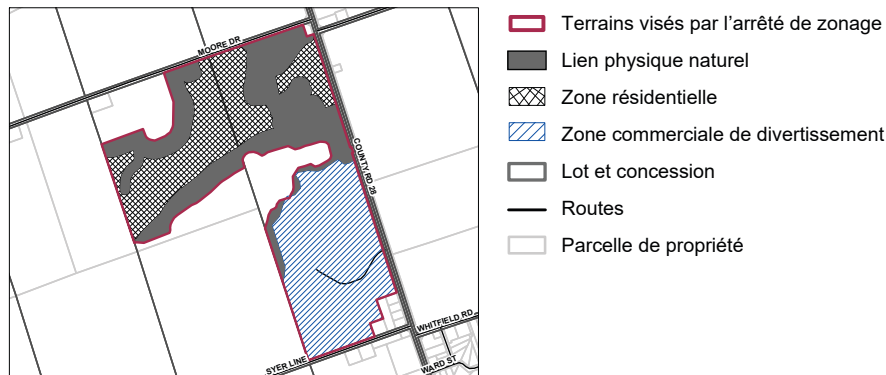 MOORE DR
COUNTY RD 28
WHITFIELD RD
SYER LINE
WARD ST
Terrains visés par l'arrêté de zonage
Lien physique naturel
Zone résidentielle
Zone commerciale de divertissement
Lot et concession
Routes
Parcelle de propriété